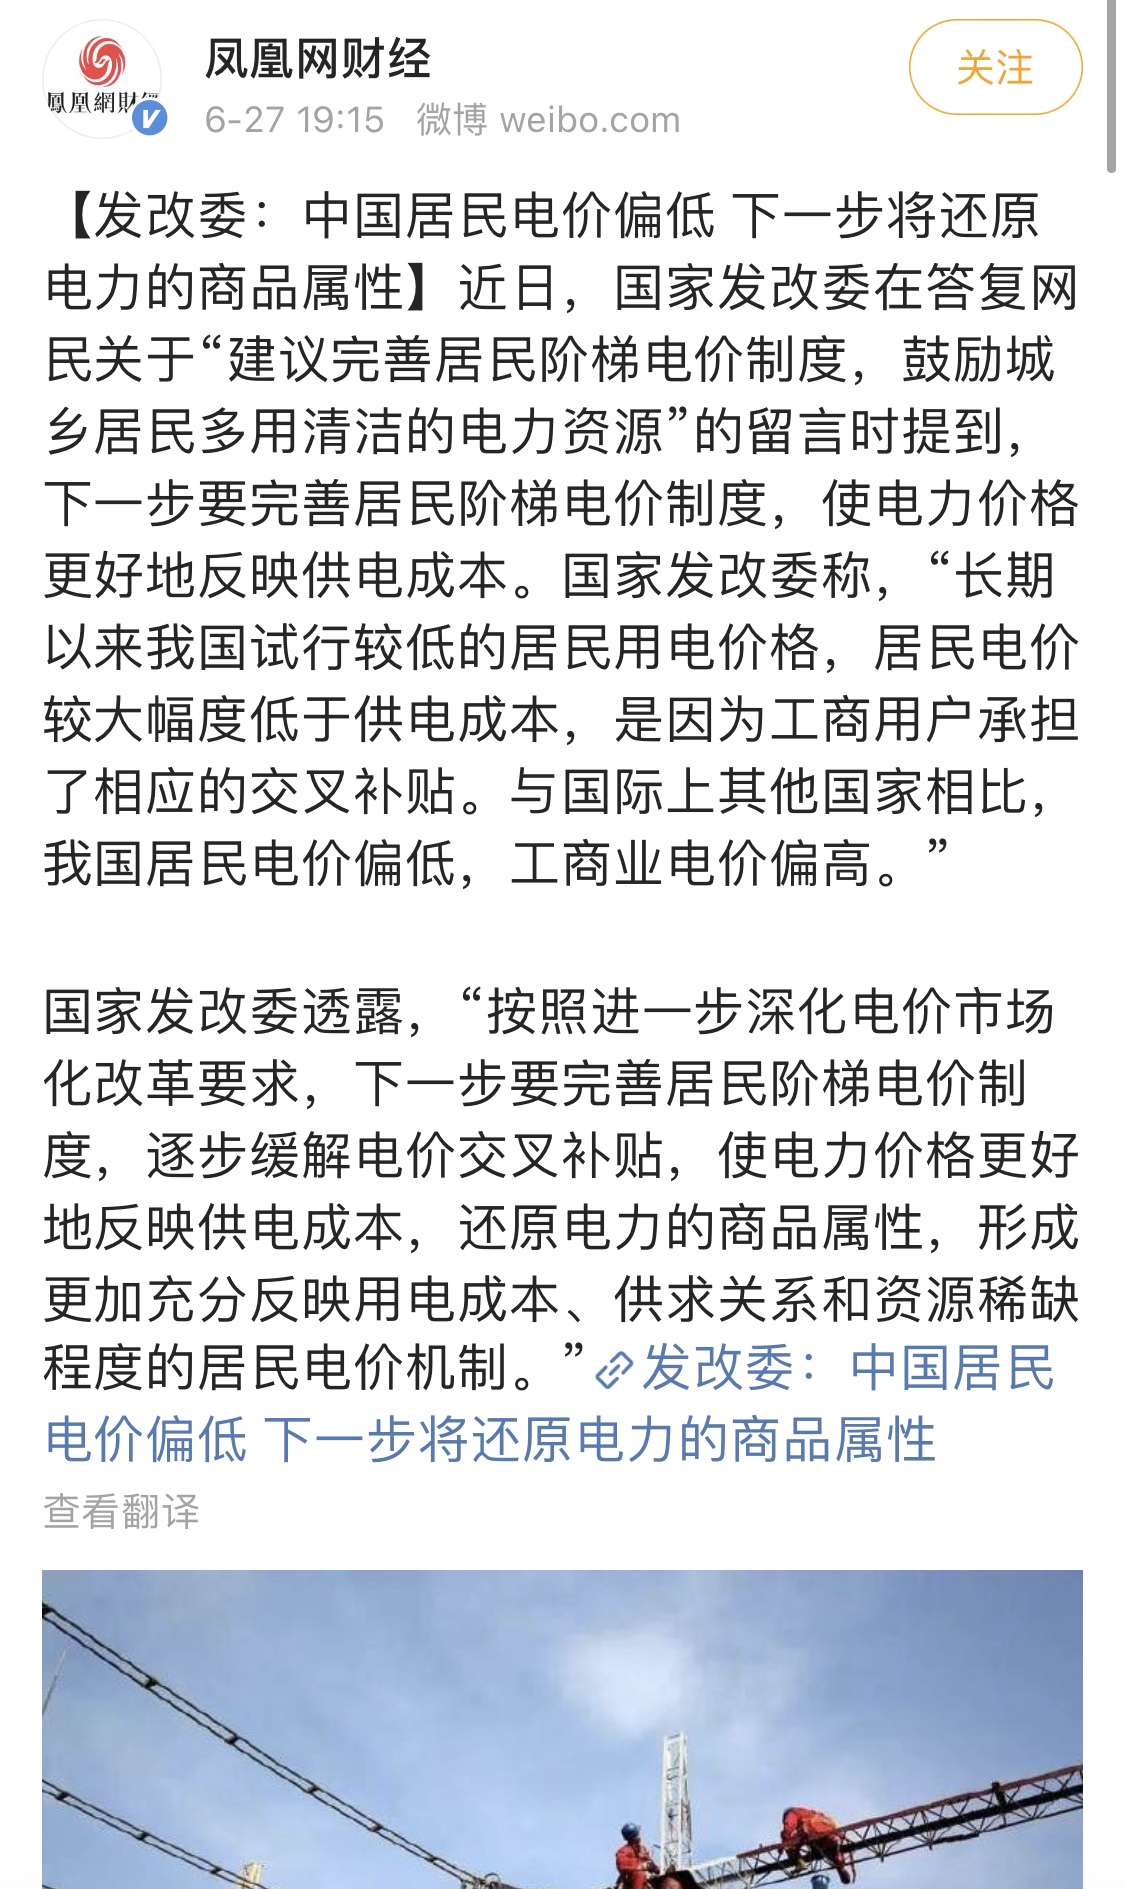 凤凰网财经
鳳凰網財經
关注
6-27 19:15 微博 weibo.com
【发改委：中国居民电价偏低 下一步将还原
电力的商品属性】近日，国家发改委在答复网
民关于“建议完善居民阶梯电价制度，鼓励城
乡居民多用清洁的电力资源”的留言时提到，
下一步要完善居民阶梯电价制度，使电力价格
更好地反映供电成本。国家发改委称，“长期
以来我国试行较低的居民用电价格，居民电价
较大幅度低于供电成本，是因为工商用户承担
了相应的交叉补贴。与国际上其他国家相比，
我国居民电价偏低，工商业电价偏高。”
国家发改委透露，“按照进一步深化电价市场
化改革要求，下一步要完善居民阶梯电价制
度，逐步缓解电价交叉补贴，使电力价格更好
地反映供电成本，还原电力的商品属性，形成
更加充分反映用电成本、供求关系和资源稀缺
程度的居民电价机制。”发改委：中国居民
电价偏低 下一步将还原电力的商品属性
查看翻译